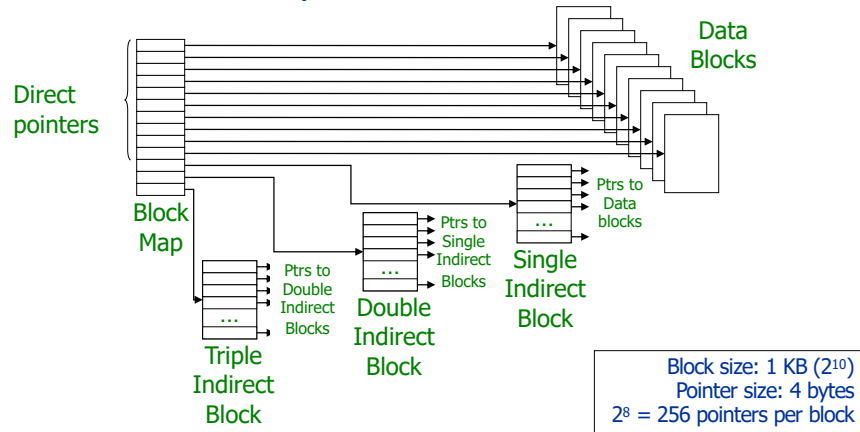 Direct
pointers
Data
Blocks
Block
Map
Ptrs to
Data
blocks
...
Single
Indirect
Block
Ptrs to
Single
Indirect
Blocks
...
Double
Indirect
Block
Ptrs to
Double
Indirect
Blocks
...
Triple
Indirect
Block
Block size: 1 KB (2¹⁰)
Pointer size: 4 bytes
2⁸ = 256 pointers per block